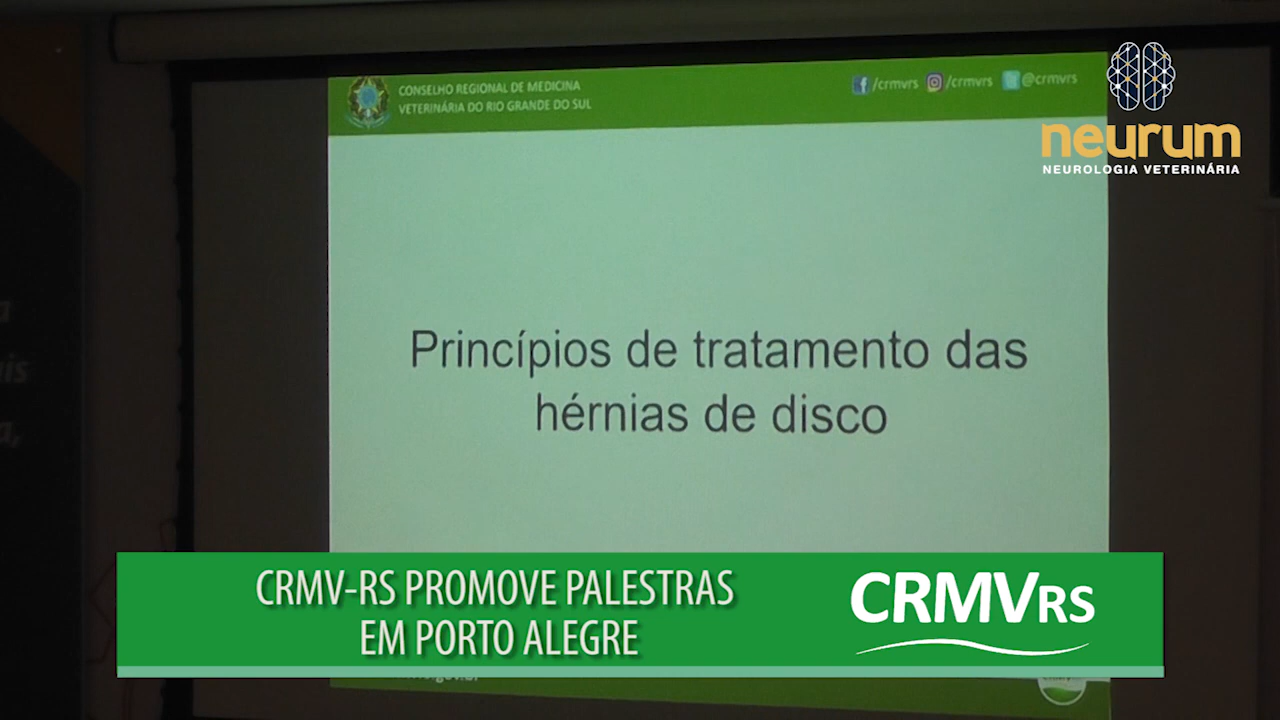 CONSELHO REGIONAL DE MEDICINA
VETERINÁRIA DO RIO GRANDE DO SUL
/crmvrs /crmvrs @crmvrs
neurum
NEUROLOGIA VETERINÁRIA
Princípios de tratamento das
hérnias de disco
CRMV-RS PROMOVE PALESTRAS
EM PORTO ALEGRE
CRMVRS